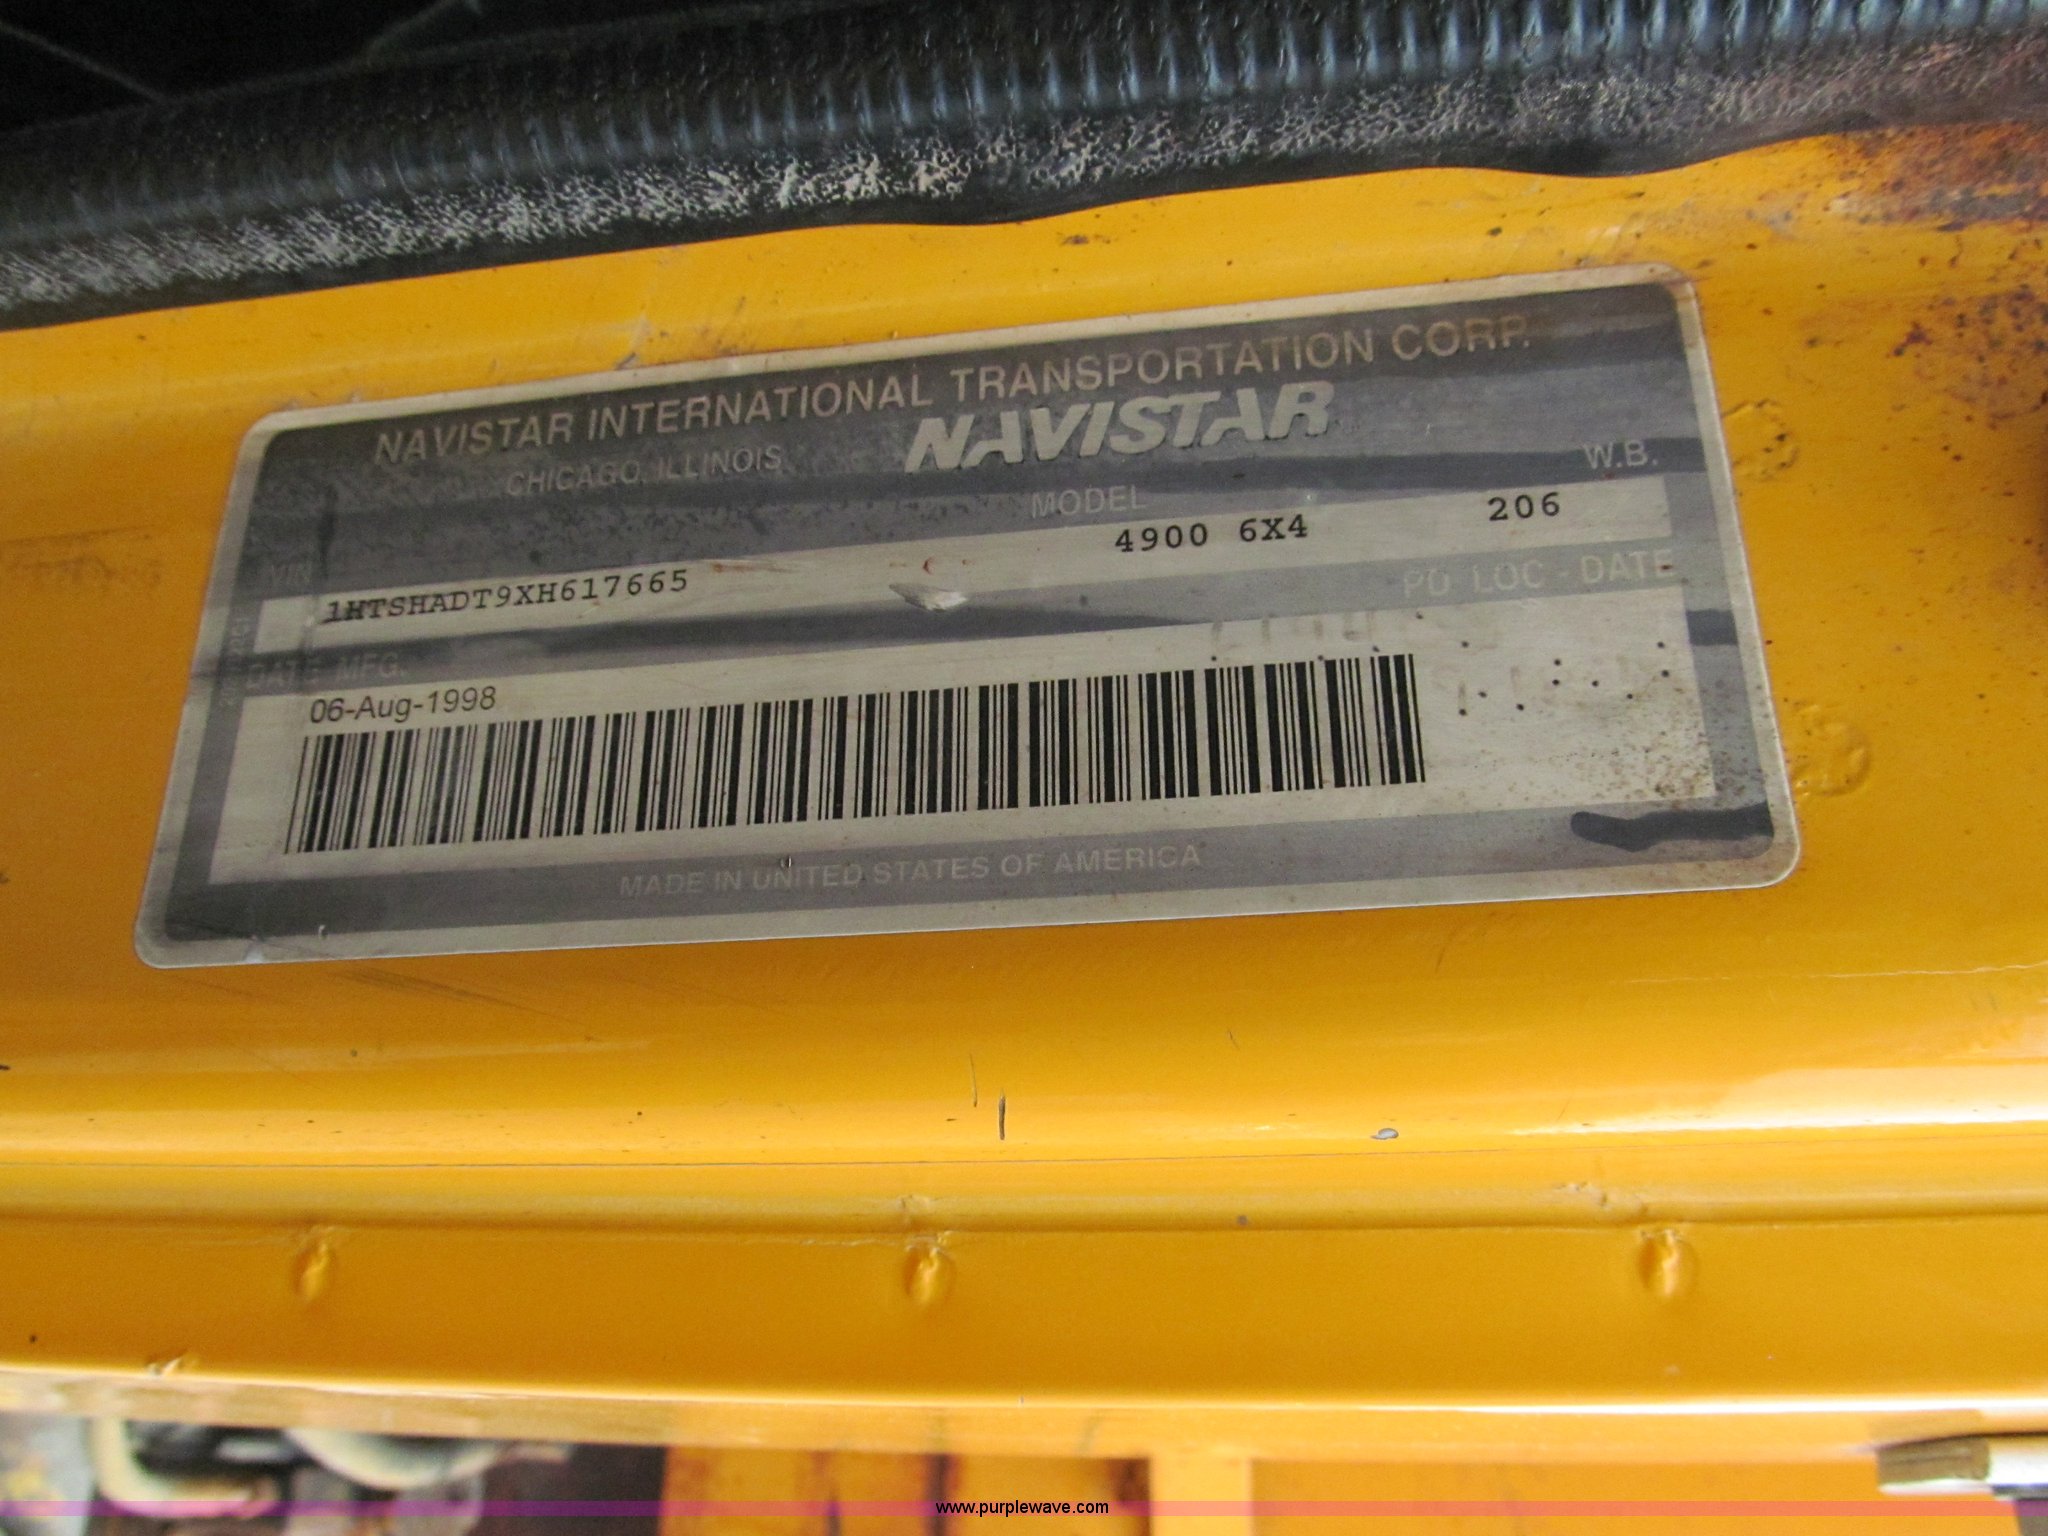 NAVISTAR INTERNATIONAL TRANSPORTATION CORP.
CHICAGO, ILLINOIS
NAVISTAR
MODEL
W.B.
VIN
1HTSHADT9XH617665
4900 6X4
206
DATE MFG.
PD LOC - DATE
06-Aug-1998
MADE IN UNITED STATES OF AMERICA
www.purplewave.com